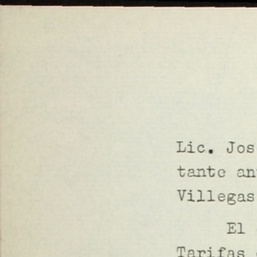 Lic. Jos
tante an
Villegas
El
Tarifas